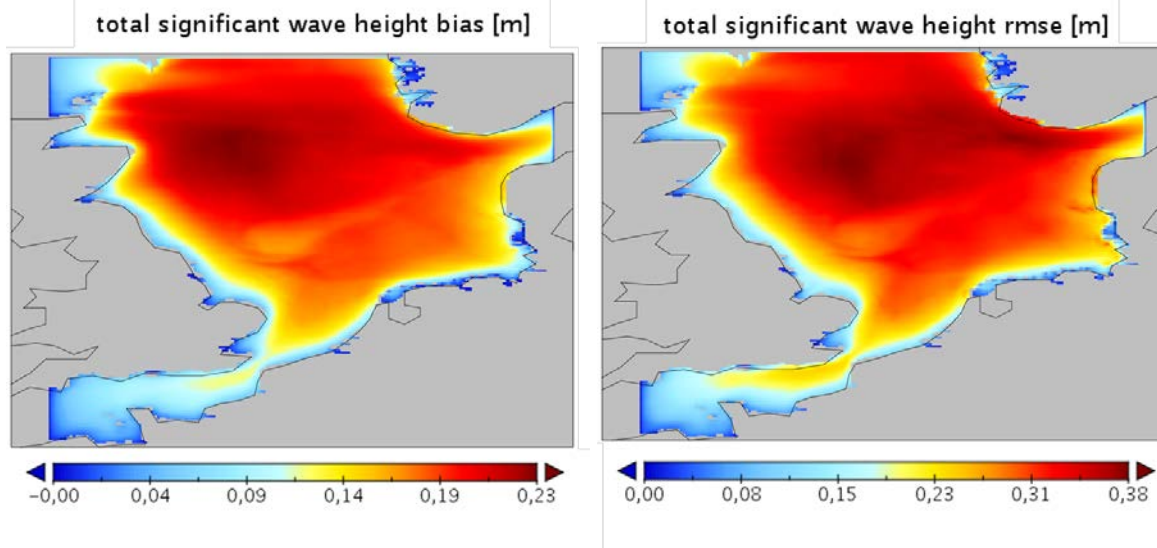 total significant wave height bias [m]
total significant wave height rmse [m]
−0,00 0,04 0,09 0,14 0,19 0,23
0,00 0,08 0,15 0,23 0,31 0,38